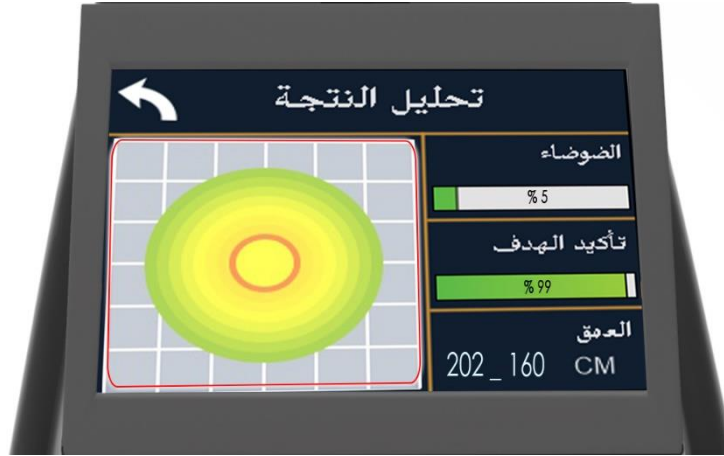 تحليل النتجة
الضوضاء
% 5
تأكيد الهدف
% 99
العمق
202 _ 160 CM